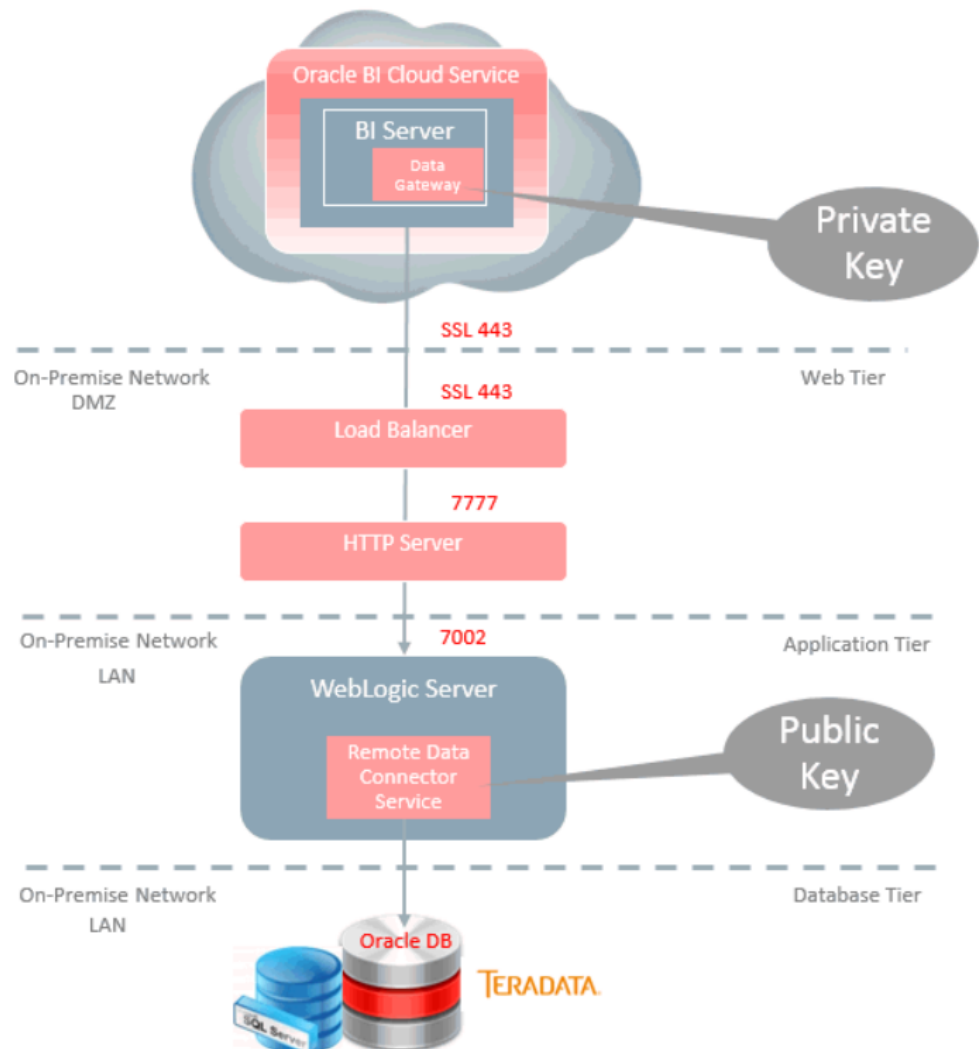 Oracle BI Cloud Service
BI Server
Data
Gateway
Private
Key
SSL 443
On-Premise Network
DMZ
Web Tier
SSL 443
Load Balancer
7777
HTTP Server
On-Premise Network
LAN
7002
Application Tier
WebLogic Server
Remote Data
Connector
Service
Public
Key
On-Premise Network
LAN
Database Tier
Oracle DB
SQL Server
TERADATA.